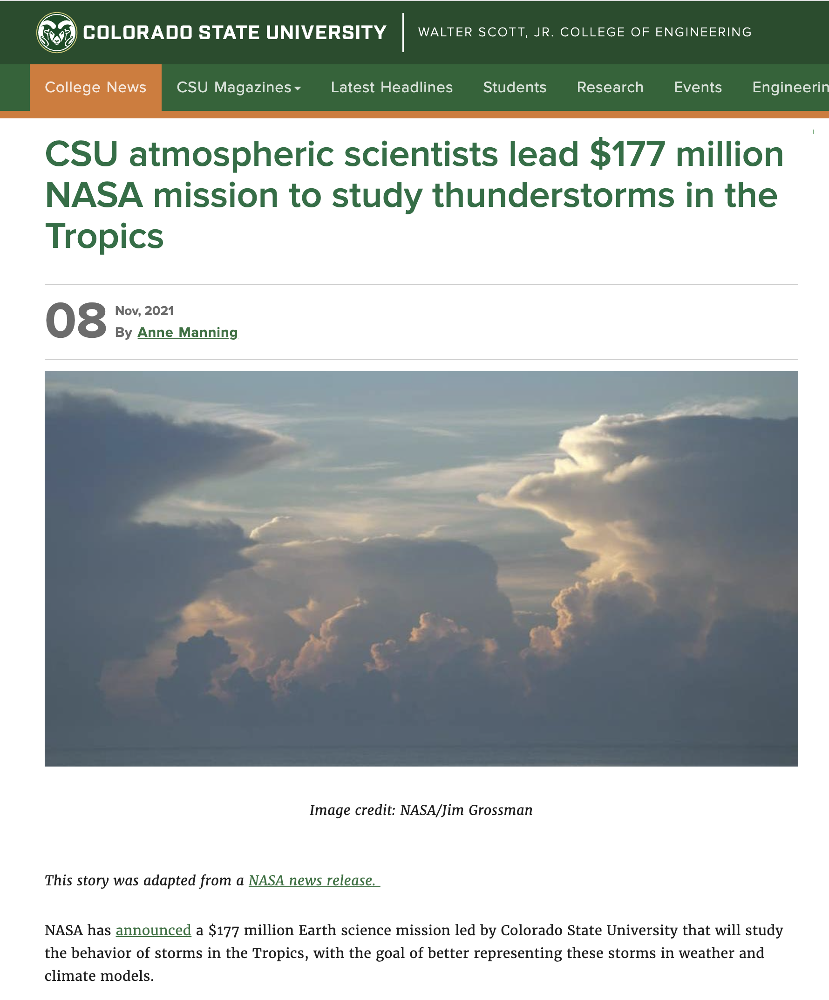 COLORADO STATE UNIVERSITY
WALTER SCOTT, JR. COLLEGE OF ENGINEERING
College News
CSU Magazines
Latest Headlines
Students
Research
Events
Engineerin
CSU atmospheric scientists lead $177 million
NASA mission to study thunderstorms in the
Tropics
08
Nov, 2021
By Anne Manning
Image credit: NASA/Jim Grossman
This story was adapted from a NASA news release.
NASA has announced a $177 million Earth science mission led by Colorado State University that will study
the behavior of storms in the Tropics, with the goal of better representing these storms in weather and
climate models.